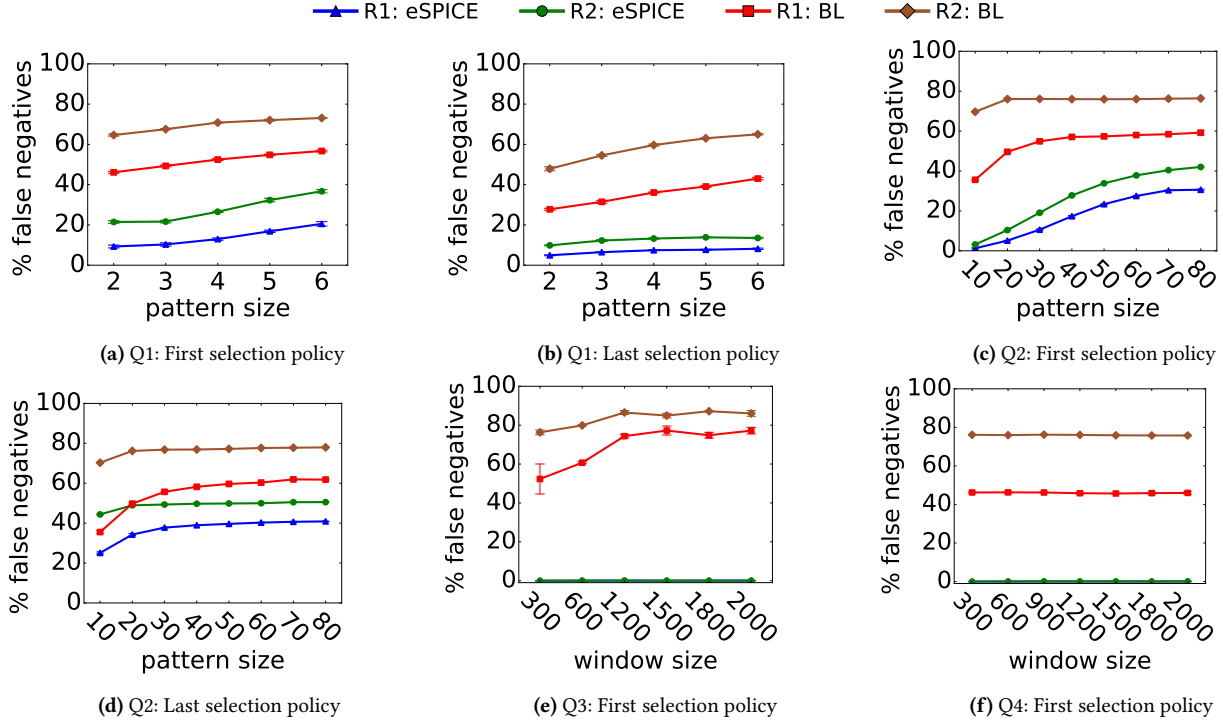 R1: eSPICE R2: eSPICE R1: BL R2: BL
100
80
60
40
20
0
% false negatives
2 3 4 5 6
pattern size
(a) Q1: First selection policy
100
80
60
40
20
0
% false negatives
2 3 4 5 6
pattern size
(b) Q1: Last selection policy
100
80
60
40
20
0
% false negatives
10 20 30 40 50 60 70 80
pattern size
(c) Q2: First selection policy
100
80
60
40
20
0
% false negatives
10 20 30 40 50 60 70 80
pattern size
(d) Q2: Last selection policy
100
80
60
40
20
0
% false negatives
300 600 1200 1500 1800 2000
window size
(e) Q3: First selection policy
100
80
60
40
20
0
% false negatives
300 600 900 1200 1500 1800 2000
window size
(f) Q4: First selection policy